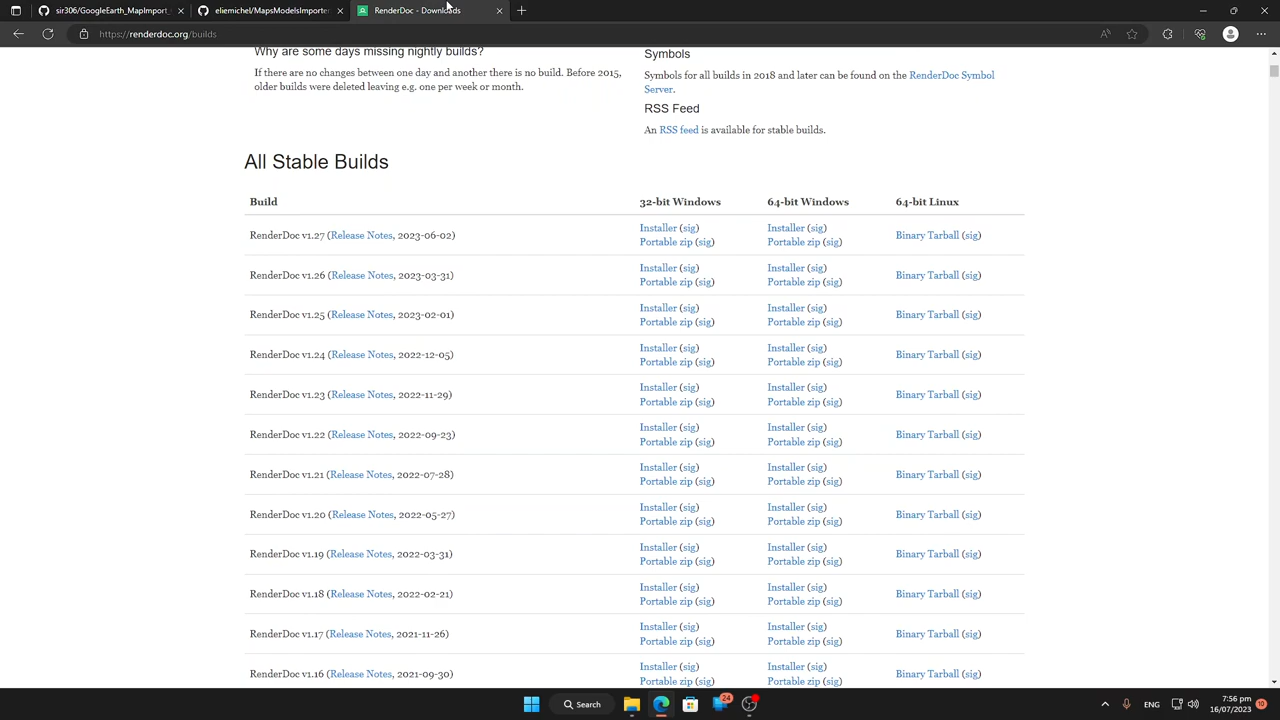 sir306/GoogleEarth_MapImport_
eliemichel/MapsModelsImporter
RenderDoc - Downloads
https://renderdoc.org/builds
Why are some days missing nightly builds?
If there are no changes between one day and another there is no build. Before 2015,
older builds were deleted leaving e.g. one per week or month.
Symbols
Symbols for all builds in 2018 and later can be found on the RenderDoc Symbol
Server.
RSS Feed
An RSS feed is available for stable builds.
All Stable Builds
Build 32-bit Windows 64-bit Windows 64-bit Linux
RenderDoc v1.27 (Release Notes, 2023-06-02) Installer (sig) Installer (sig) Binary Tarball (sig)
Portable zip (sig) Portable zip (sig)
RenderDoc v1.26 (Release Notes, 2023-03-31) Installer (sig) Installer (sig) Binary Tarball (sig)
Portable zip (sig) Portable zip (sig)
RenderDoc v1.25 (Release Notes, 2023-02-01) Installer (sig) Installer (sig) Binary Tarball (sig)
Portable zip (sig) Portable zip (sig)
RenderDoc v1.24 (Release Notes, 2022-12-05) Installer (sig) Installer (sig) Binary Tarball (sig)
Portable zip (sig) Portable zip (sig)
RenderDoc v1.23 (Release Notes, 2022-11-29) Installer (sig) Installer (sig) Binary Tarball (sig)
Portable zip (sig) Portable zip (sig)
RenderDoc v1.22 (Release Notes, 2022-09-23) Installer (sig) Installer (sig) Binary Tarball (sig)
Portable zip (sig) Portable zip (sig)
RenderDoc v1.21 (Release Notes, 2022-07-28) Installer (sig) Installer (sig) Binary Tarball (sig)
Portable zip (sig) Portable zip (sig)
RenderDoc v1.20 (Release Notes, 2022-05-27) Installer (sig) Installer (sig) Binary Tarball (sig)
Portable zip (sig) Portable zip (sig)
RenderDoc v1.19 (Release Notes, 2022-03-31) Installer (sig) Installer (sig) Binary Tarball (sig)
Portable zip (sig) Portable zip (sig)
RenderDoc v1.18 (Release Notes, 2022-02-21) Installer (sig) Installer (sig) Binary Tarball (sig)
Portable zip (sig) Portable zip (sig)
RenderDoc v1.17 (Release Notes, 2021-11-26) Installer (sig) Installer (sig) Binary Tarball (sig)
Portable zip (sig) Portable zip (sig)
RenderDoc v1.16 (Release Notes, 2021-09-30) Installer (sig) Installer (sig) Binary Tarball (sig)
Portable zip (sig) Portable zip (sig)
Search
24
ENG
7:56 pm
16/07/2023
10